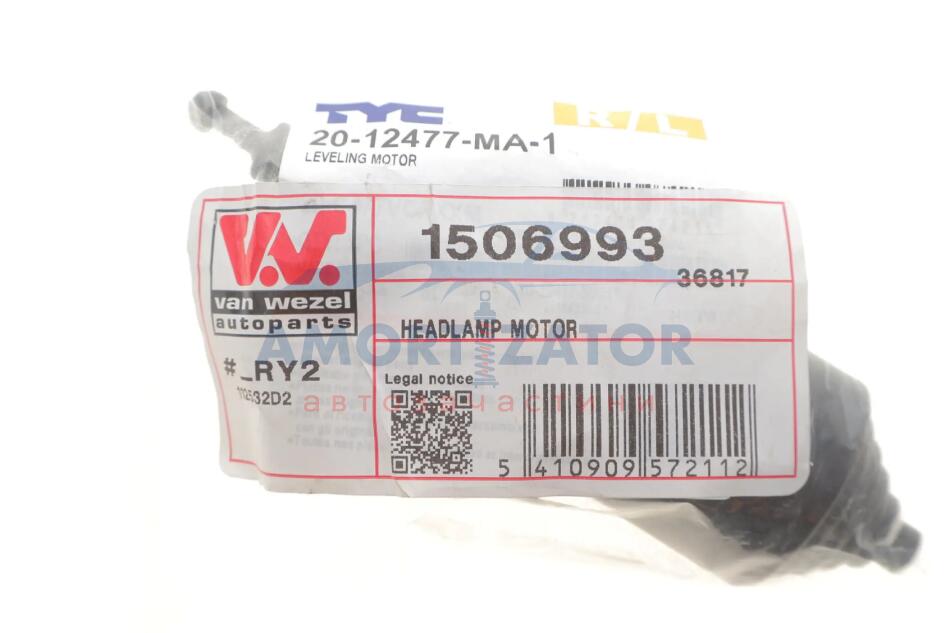 TYC R/L
20-12477-MA-1
LEVELING MOTOR
V.W.
van wezel
autoparts
1506993
36817
HEADLAMP MOTOR
AMORTIZATOR
автозапчастини
#_RY2
Legal notice
5 410909 572112